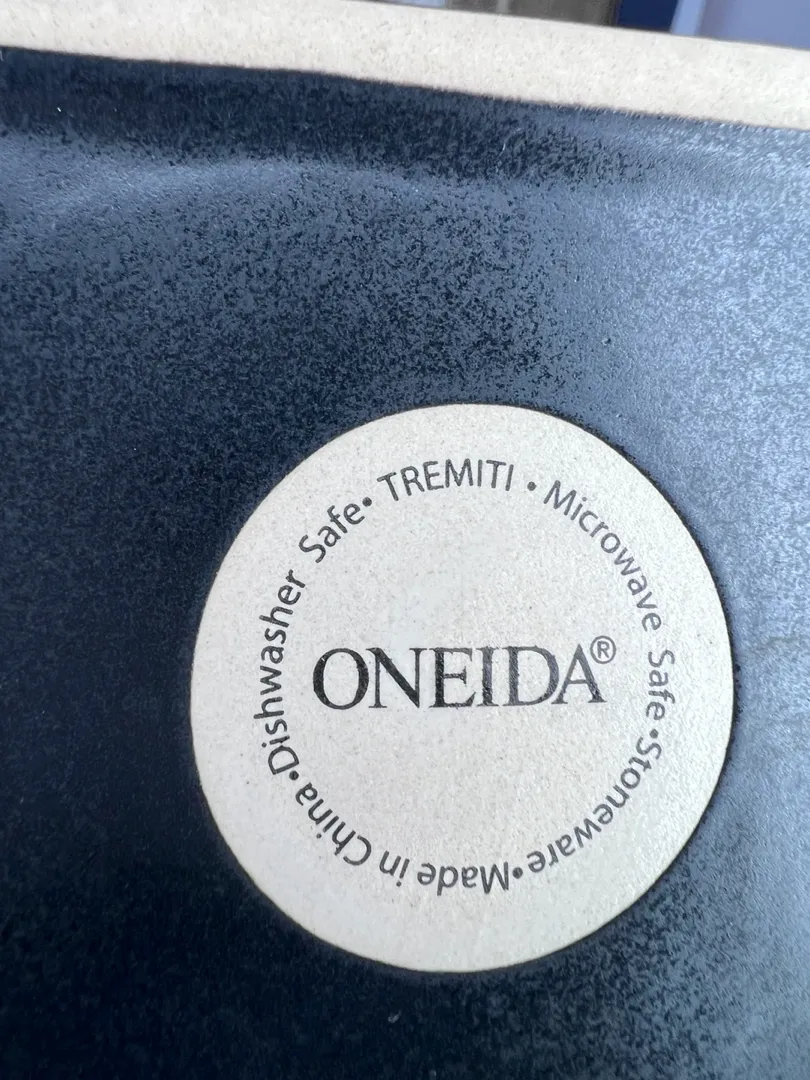 TREMITI • Microwave Safe • Stoneware • Made in China • Dishwasher Safe •
ONEIDA®